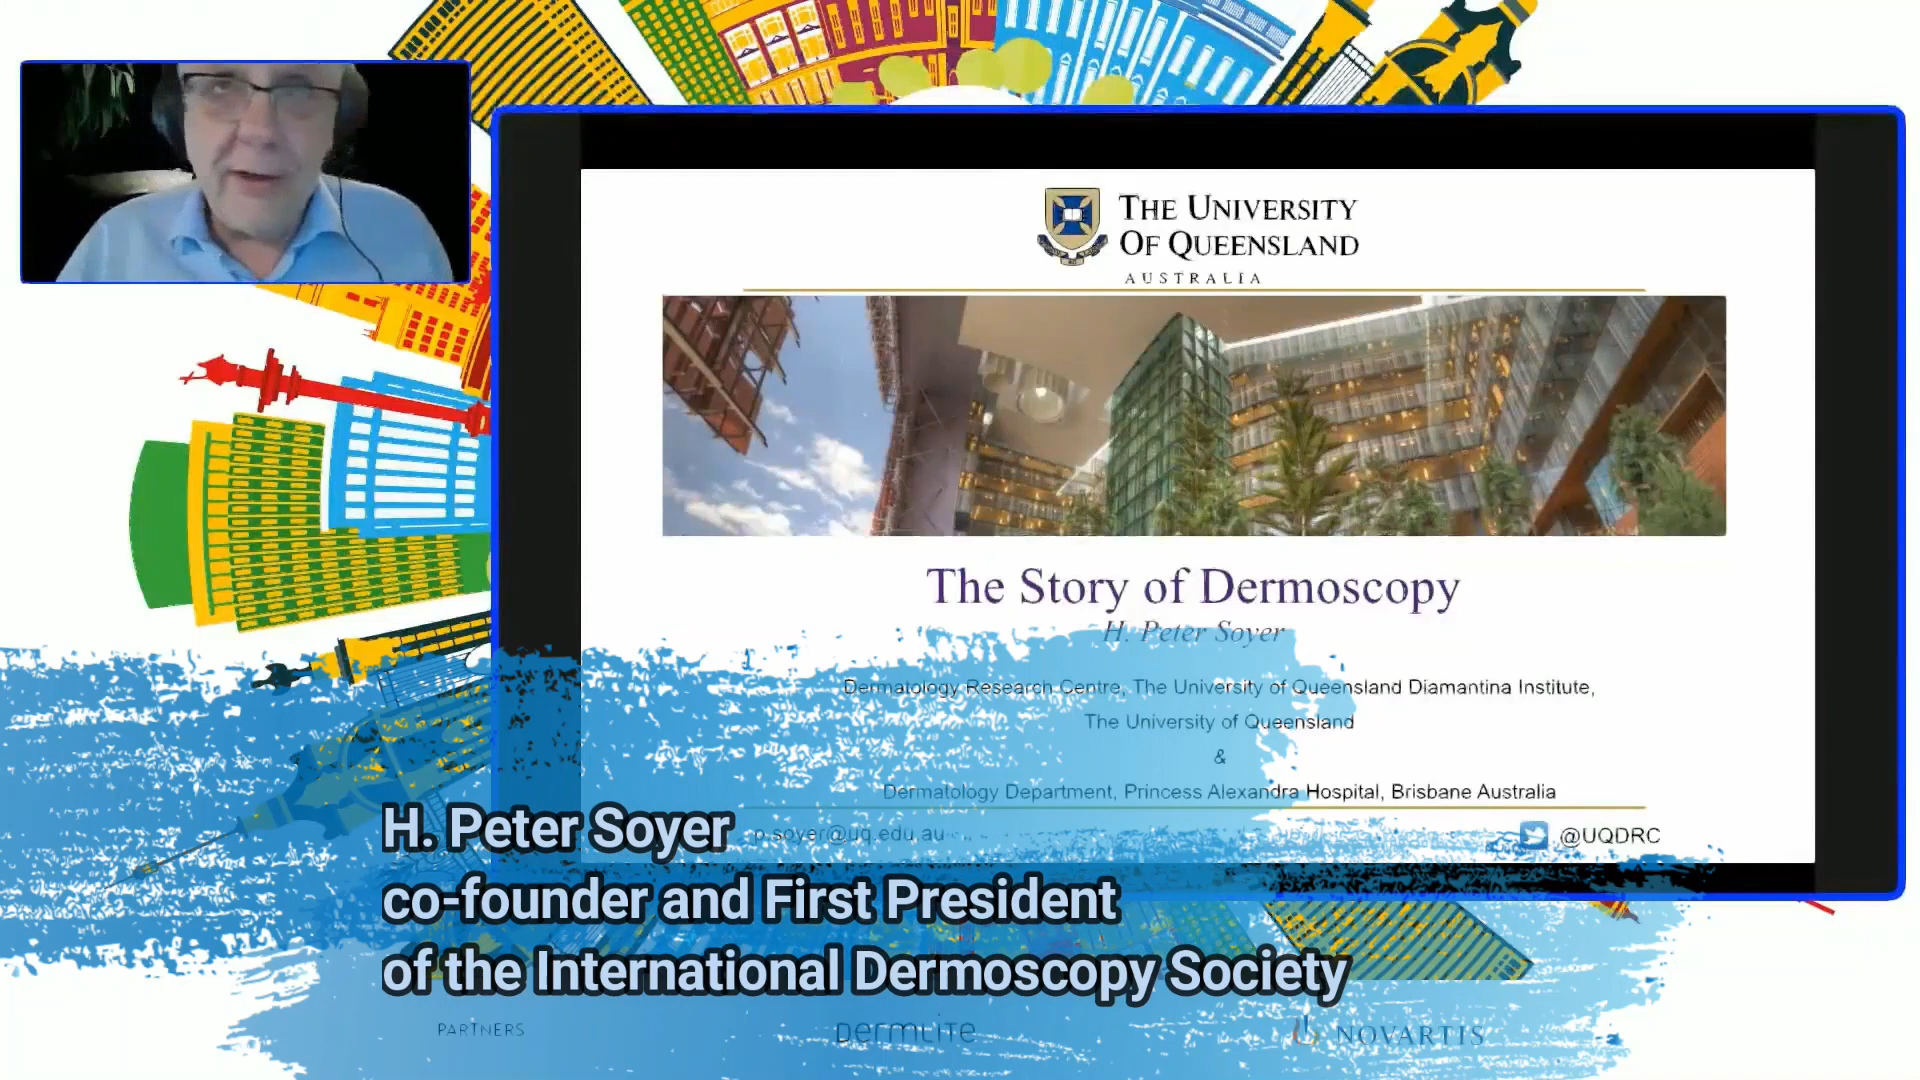 THE UNIVERSITY
OF QUEENSLAND
AUSTRALIA
The Story of Dermoscopy
H. Peter Soyer
Dermatology Research Centre, The University of Queensland Diamantina Institute,
The University of Queensland
&
Dermatology Department, Princess Alexandra Hospital, Brisbane Australia
p.soyer@uq.edu.au
@UQDRC
H. Peter Soyer
co-founder and First President
of the International Dermoscopy Society
PARTNERS
DERMLITE
NOVARTIS